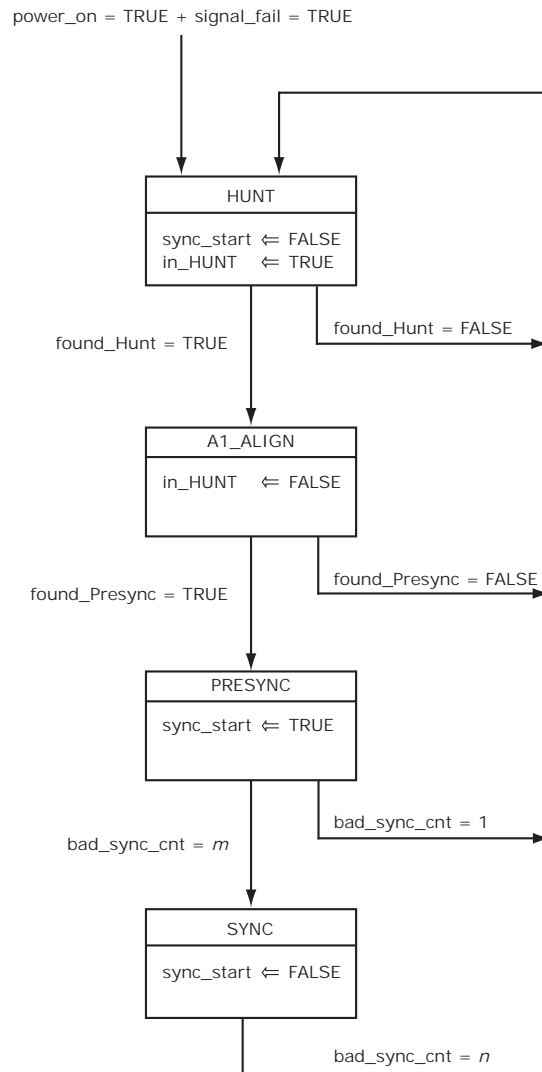 power_on = TRUE + signal_fail = TRUE
HUNT
sync_start ⇐ FALSE
in_HUNT ⇐ TRUE
found_Hunt = FALSE
found_Hunt = TRUE
A1_ALIGN
in_HUNT ⇐ FALSE
found_Presync = FALSE
found_Presync = TRUE
PRESYNC
sync_start ⇐ TRUE
bad_sync_cnt = 1
bad_sync_cnt = m
SYNC
sync_start ⇐ FALSE
bad_sync_cnt = n